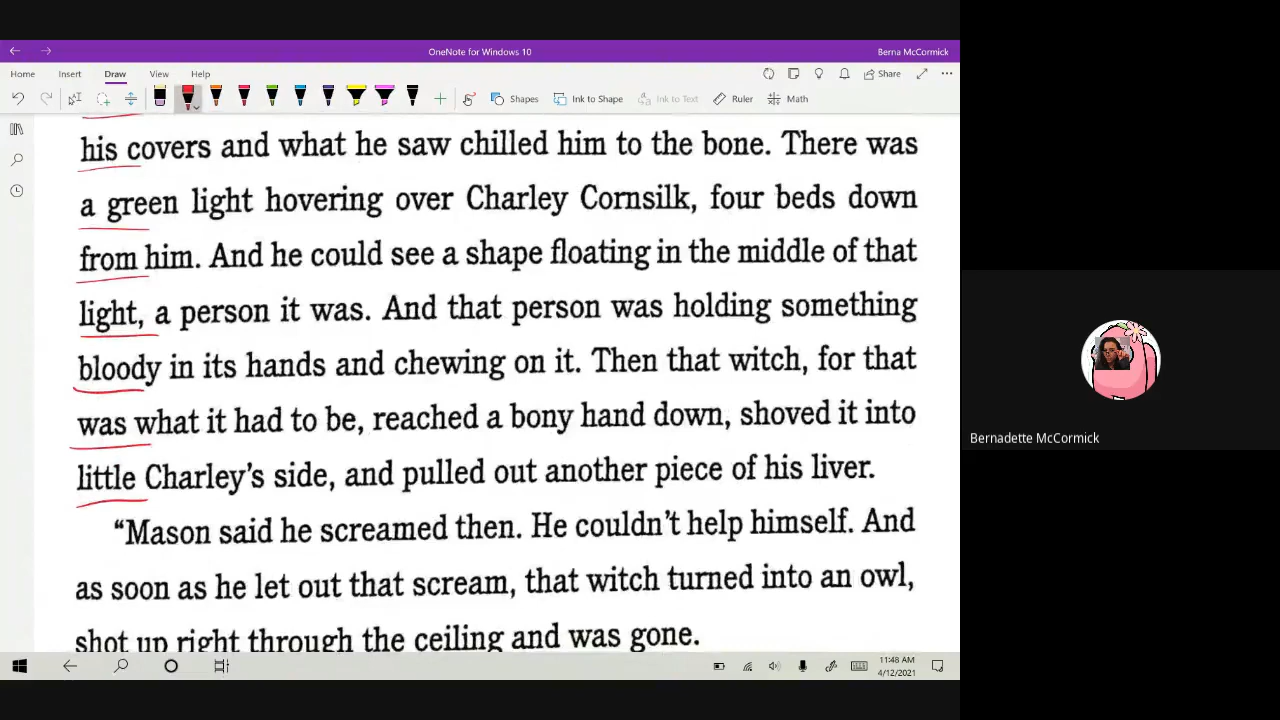 OneNote for Windows 10
Berna McCormick
Home Insert Draw View Help
Share
Shapes Ink to Shape Ink to Text Ruler Math
his covers and what he saw chilled him to the bone. There was
a green light hovering over Charley Cornsilk, four beds down
from him. And he could see a shape floating in the middle of that
light, a person it was. And that person was holding something
bloody in its hands and chewing on it. Then that witch, for that
was what it had to be, reached a bony hand down, shoved it into
little Charley's side, and pulled out another piece of his liver.
“Mason said he screamed then. He couldn't help himself. And
as soon as he let out that scream, that witch turned into an owl,
shot up right through the ceiling and was gone.
Bernadette McCormick
11:48 AM
4/12/2021